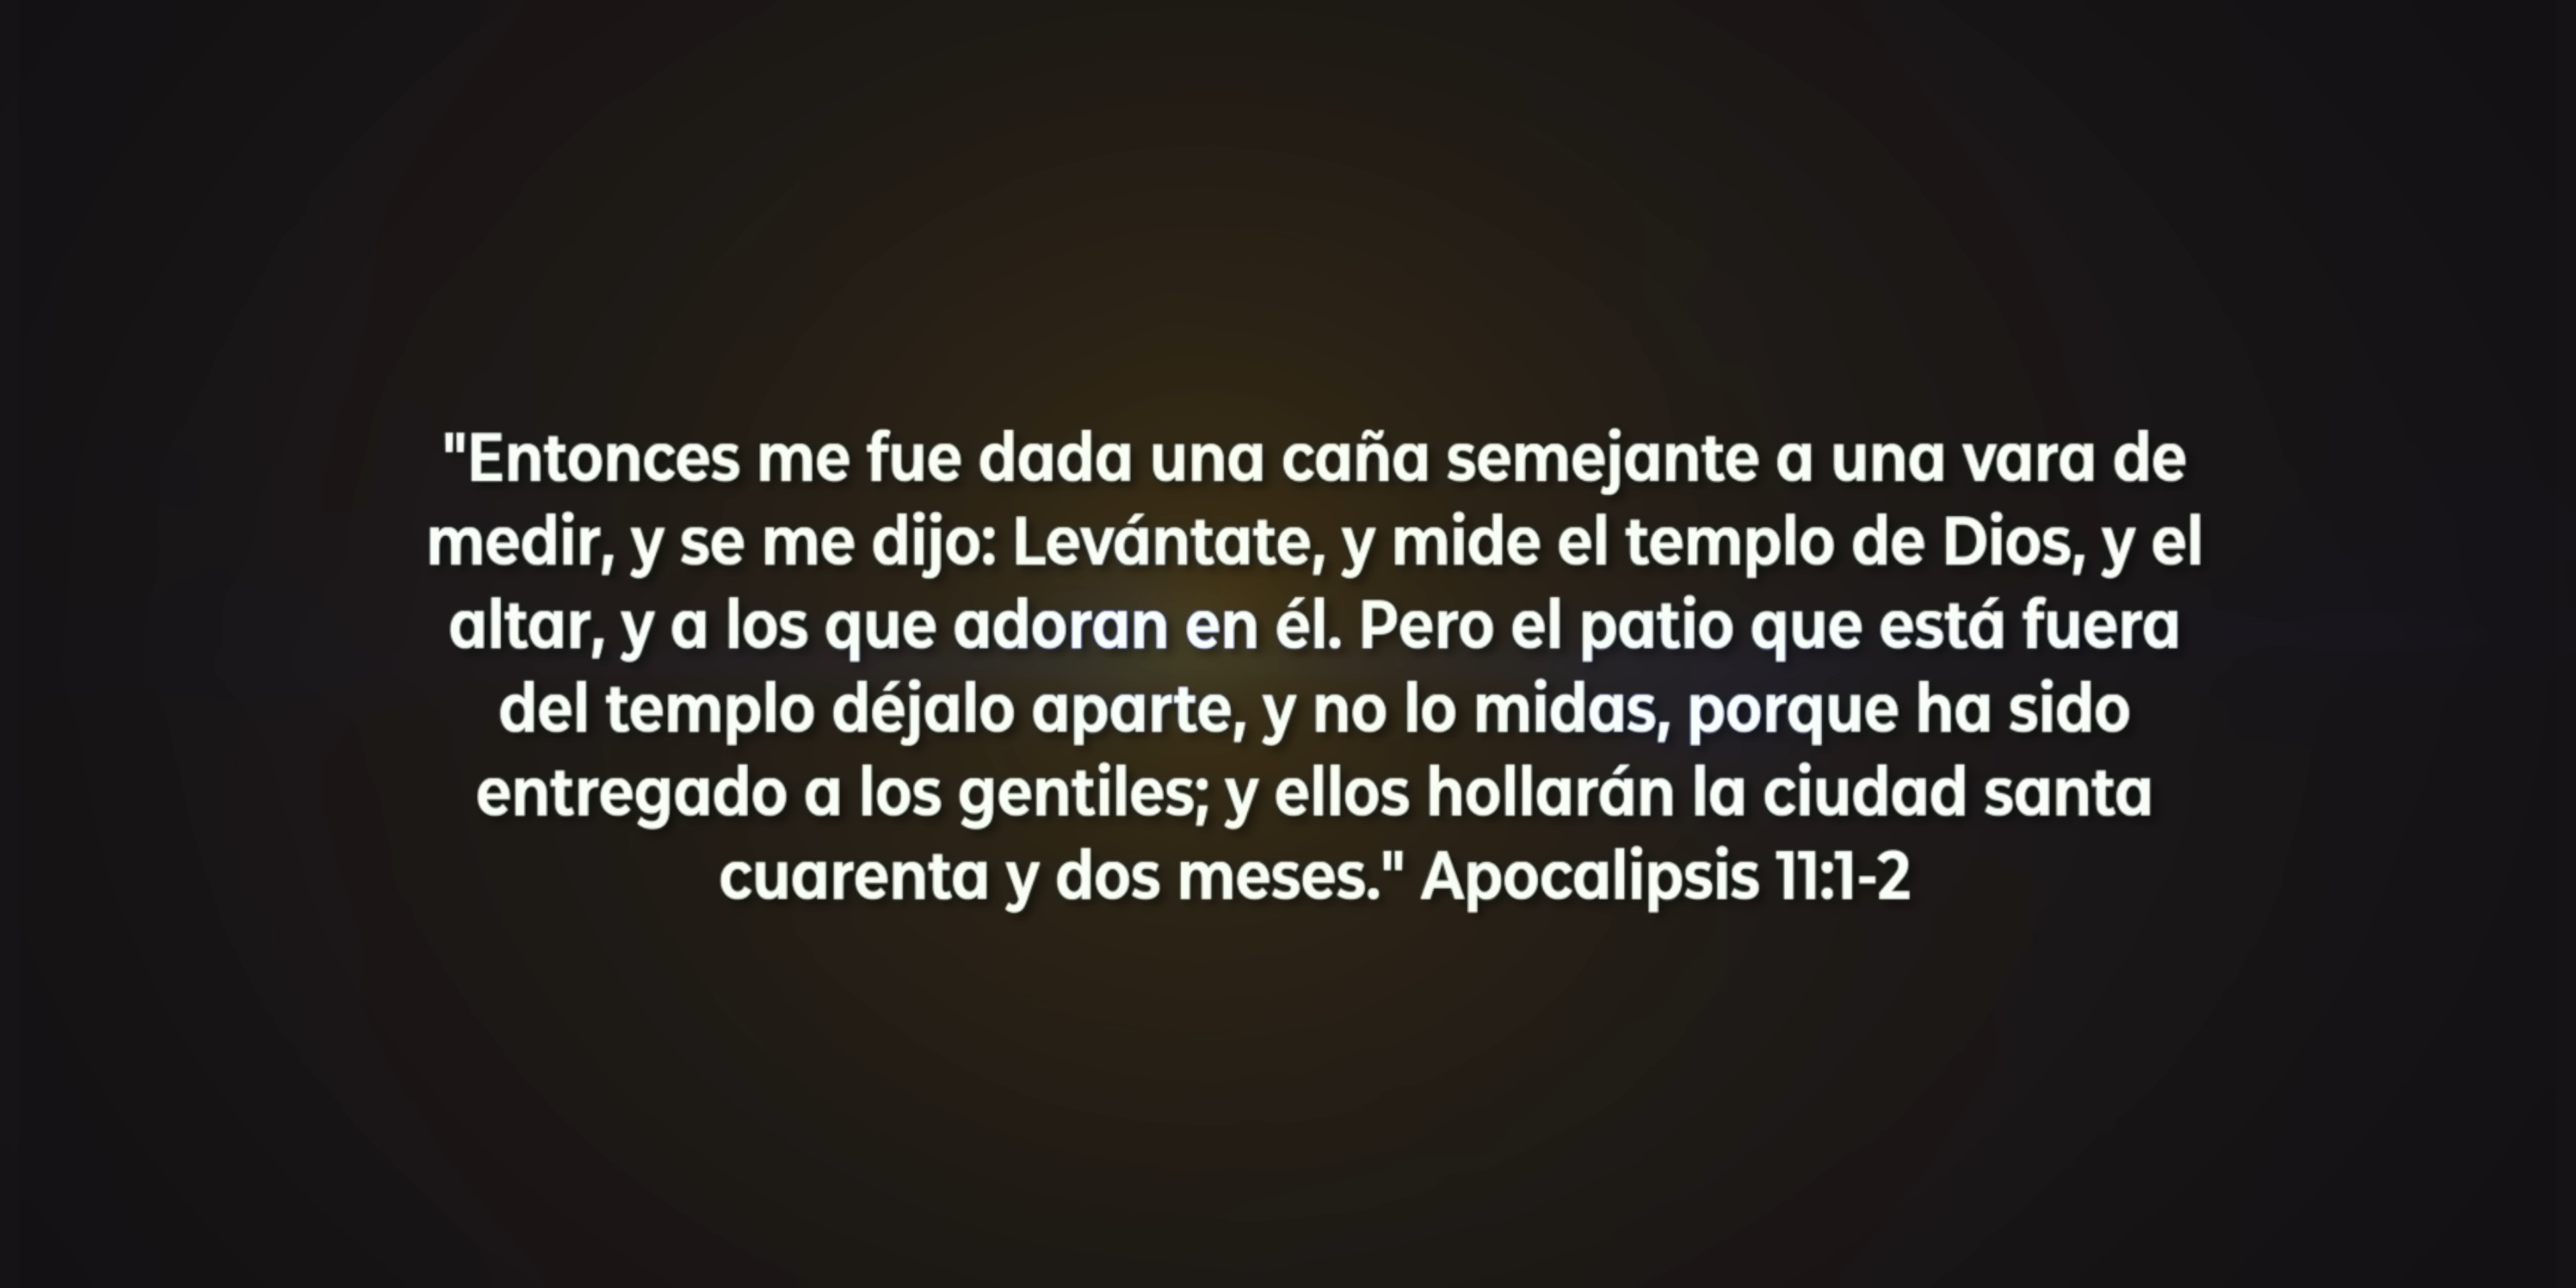 "Entonces me fue dada una caña semejante a una vara de
medir, y se me dijo: Levántate, y mide el templo de Dios, y el
altar, y a los que adoran en él. Pero el patio que está fuera
del templo déjalo aparte, y no lo midas, porque ha sido
entregado a los gentiles; y ellos hollarán la ciudad santa
cuarenta y dos meses." Apocalipsis 11:1-2